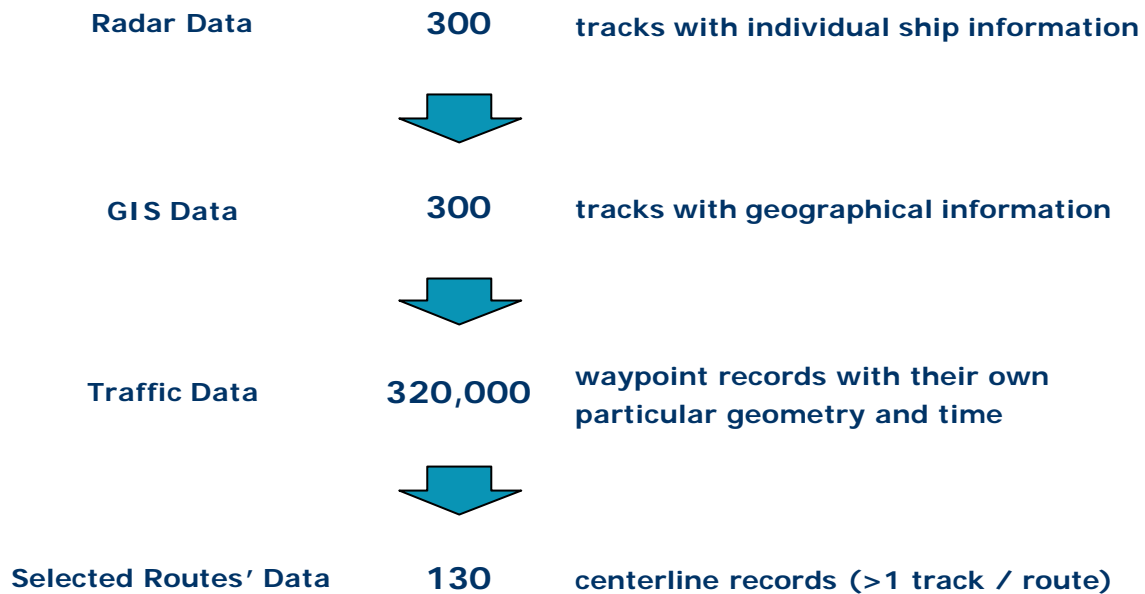 Radar Data 300 tracks with individual ship information
GIS Data 300 tracks with geographical information
Traffic Data 320,000 waypoint records with their own
particular geometry and time
Selected Routes’ Data 130 centerline records (>1 track / route)